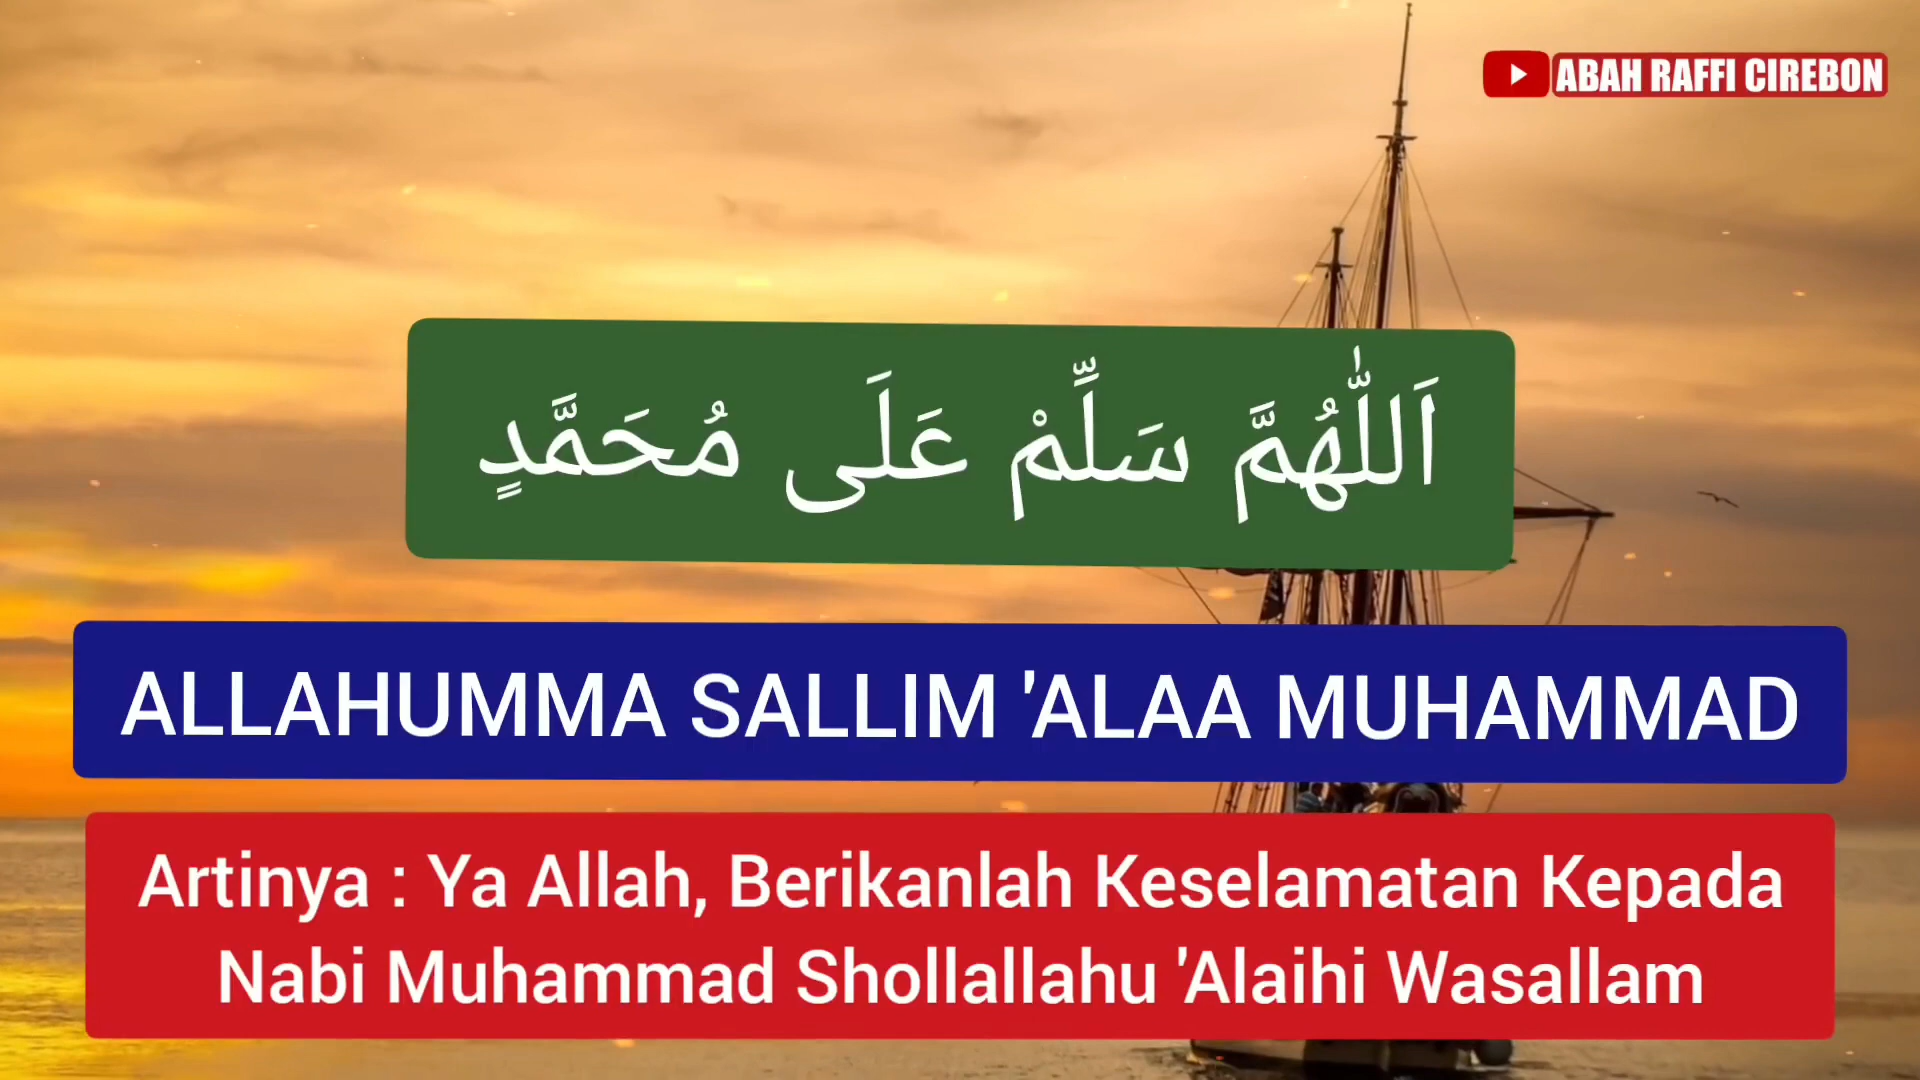 ABAH RAFFI CIREBON
اَللّٰهُمَّ سَلِّمْ عَلَى مُحَمَّدٍ
ALLAHUMMA SALLIM 'ALAA MUHAMMAD
Artinya : Ya Allah, Berikanlah Keselamatan Kepada
Nabi Muhammad Shollallahu 'Alaihi Wasallam